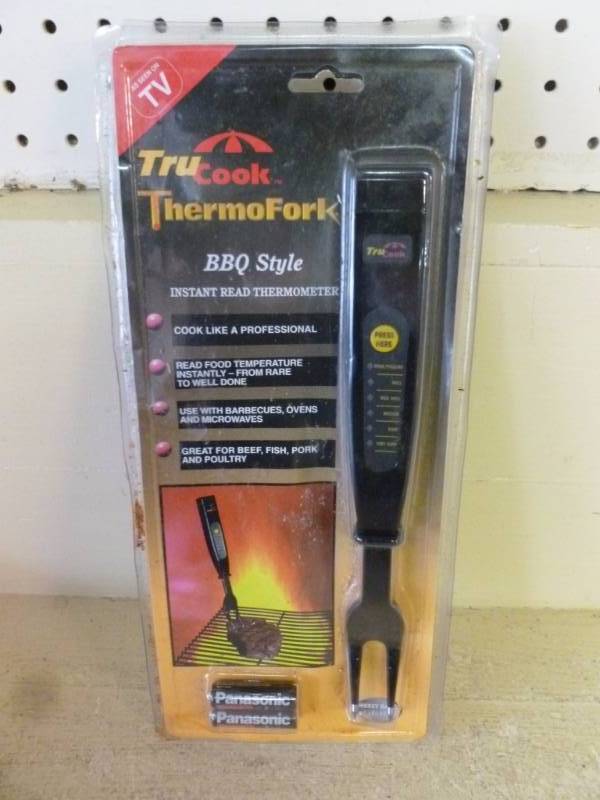 AS SEEN ON
TV
TruCook
ThermoFork
BBQ Style
INSTANT READ THERMOMETER
COOK LIKE A PROFESSIONAL
READ FOOD TEMPERATURE
INSTANTLY – FROM RARE
TO WELL DONE
USE WITH BARBECUES, OVENS
AND MICROWAVES
GREAT FOR BEEF, FISH, PORK
AND POULTRY
TruCook
PRESS
HERE
Panasonic
Panasonic